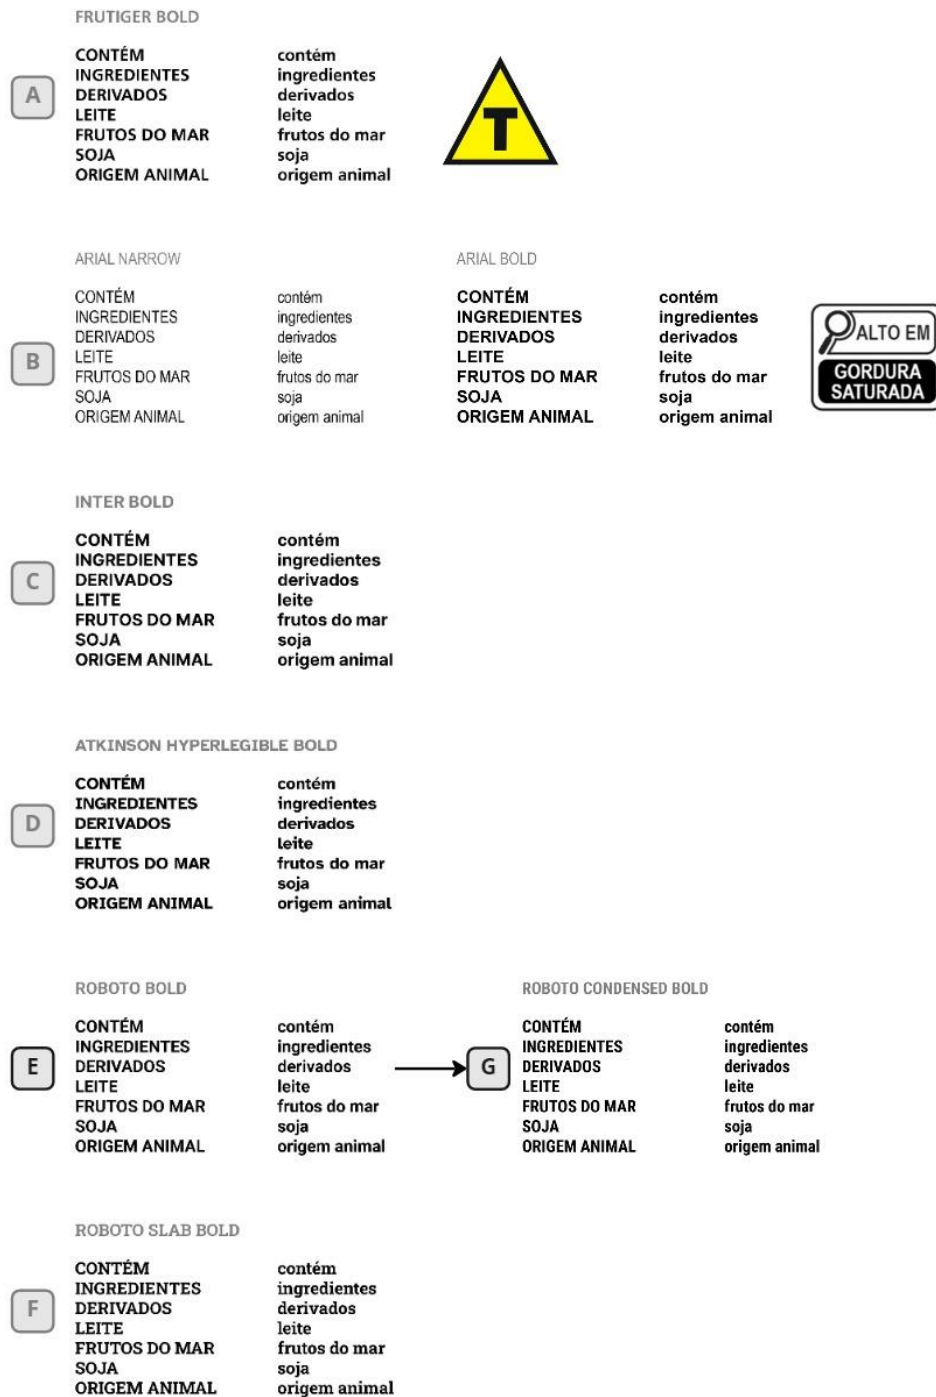 FRUTIGER BOLD
A
CONTÉM
INGREDIENTES
DERIVADOS
LEITE
FRUTOS DO MAR
SOJA
ORIGEM ANIMAL
contém
ingredientes
derivados
leite
frutos do mar
soja
origem animal
T
ARIAL NARROW
B
CONTÉM
INGREDIENTES
DERIVADOS
LEITE
FRUTOS DO MAR
SOJA
ORIGEM ANIMAL
contém
ingredientes
derivados
leite
frutos do mar
soja
origem animal
ARIAL BOLD
CONTÉM
INGREDIENTES
DERIVADOS
LEITE
FRUTOS DO MAR
SOJA
ORIGEM ANIMAL
contém
ingredientes
derivados
leite
frutos do mar
soja
origem animal
ALTO EM
GORDURA
SATURADA
INTER BOLD
C
CONTÉM
INGREDIENTES
DERIVADOS
LEITE
FRUTOS DO MAR
SOJA
ORIGEM ANIMAL
contém
ingredientes
derivados
leite
frutos do mar
soja
origem animal
ATKINSON HYPERLEGIBLE BOLD
D
CONTÉM
INGREDIENTES
DERIVADOS
LEITE
FRUTOS DO MAR
SOJA
ORIGEM ANIMAL
contém
ingredientes
derivados
leite
frutos do mar
soja
origem animal
ROBOTO BOLD
E
CONTÉM
INGREDIENTES
DERIVADOS
LEITE
FRUTOS DO MAR
SOJA
ORIGEM ANIMAL
contém
ingredientes
derivados
leite
frutos do mar
soja
origem animal
ROBOTO CONDENSED BOLD
G
CONTÉM
INGREDIENTES
DERIVADOS
LEITE
FRUTOS DO MAR
SOJA
ORIGEM ANIMAL
contém
ingredientes
derivados
leite
frutos do mar
soja
origem animal
ROBOTO SLAB BOLD
F
CONTÉM
INGREDIENTES
DERIVADOS
LEITE
FRUTOS DO MAR
SOJA
ORIGEM ANIMAL
contém
ingredientes
derivados
leite
frutos do mar
soja
origem animal